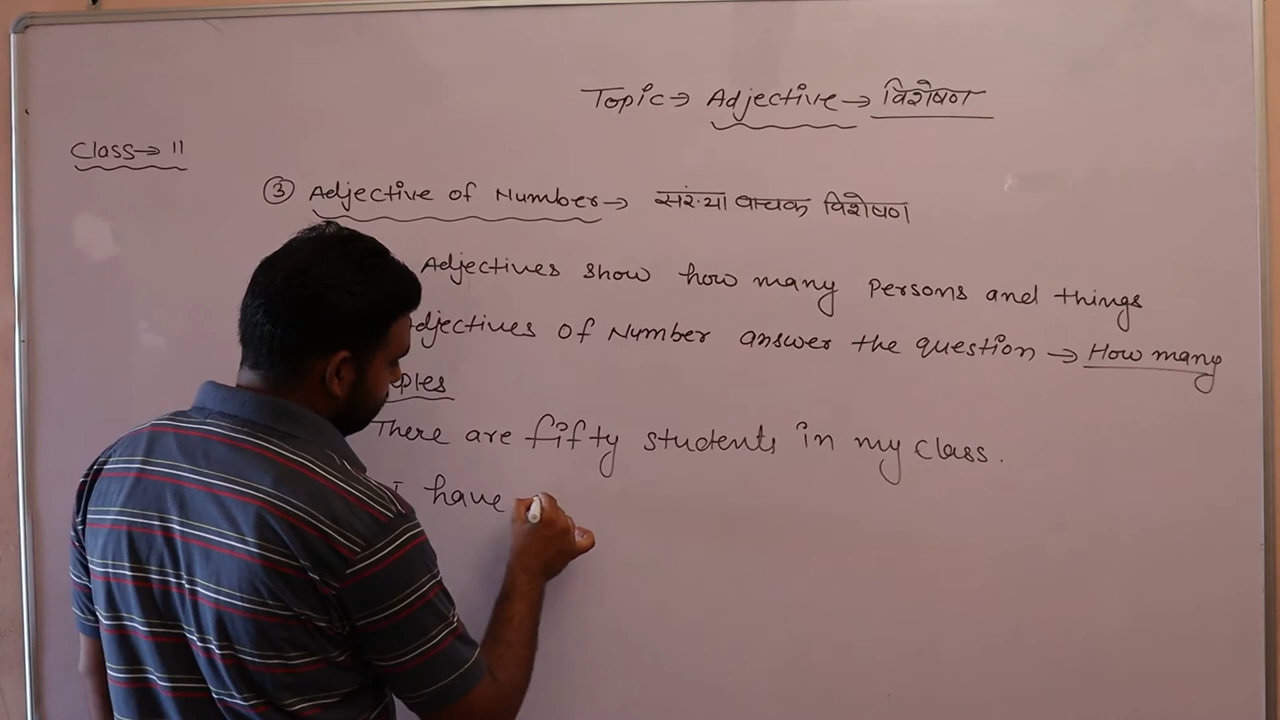 Topic → Adjective → विशेषण
Class → 11
③ Adjective of Number → संख्या वाचक विशेषण
Adjectives show how many persons and things
djectives of Number answer the question → How many
ples
There are fifty students in my class.
I have